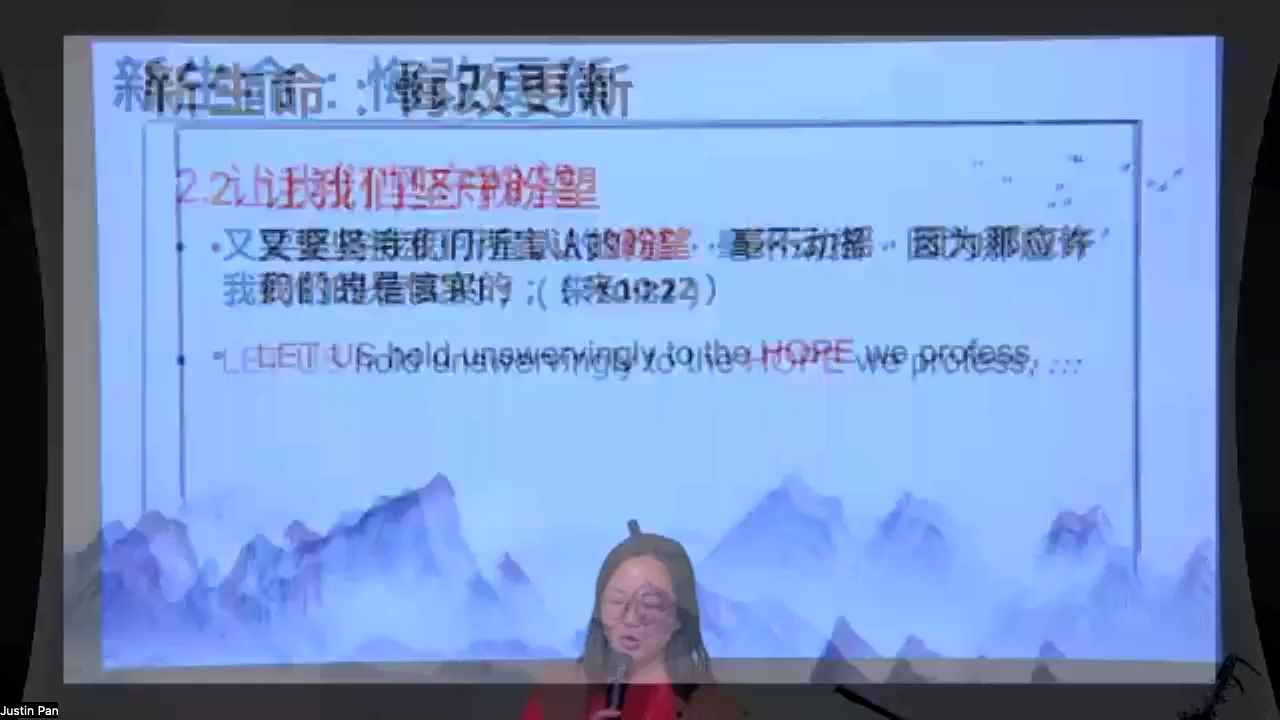 新生命：悔改更新
2.2 让我们坚守盼望
• 又要坚持我们所宣认的盼望，毫不动摇，因为那应许
我们的是信实的；(来10:22)
• LET US hold unswervingly to the HOPE we profess, …
Justin Pan